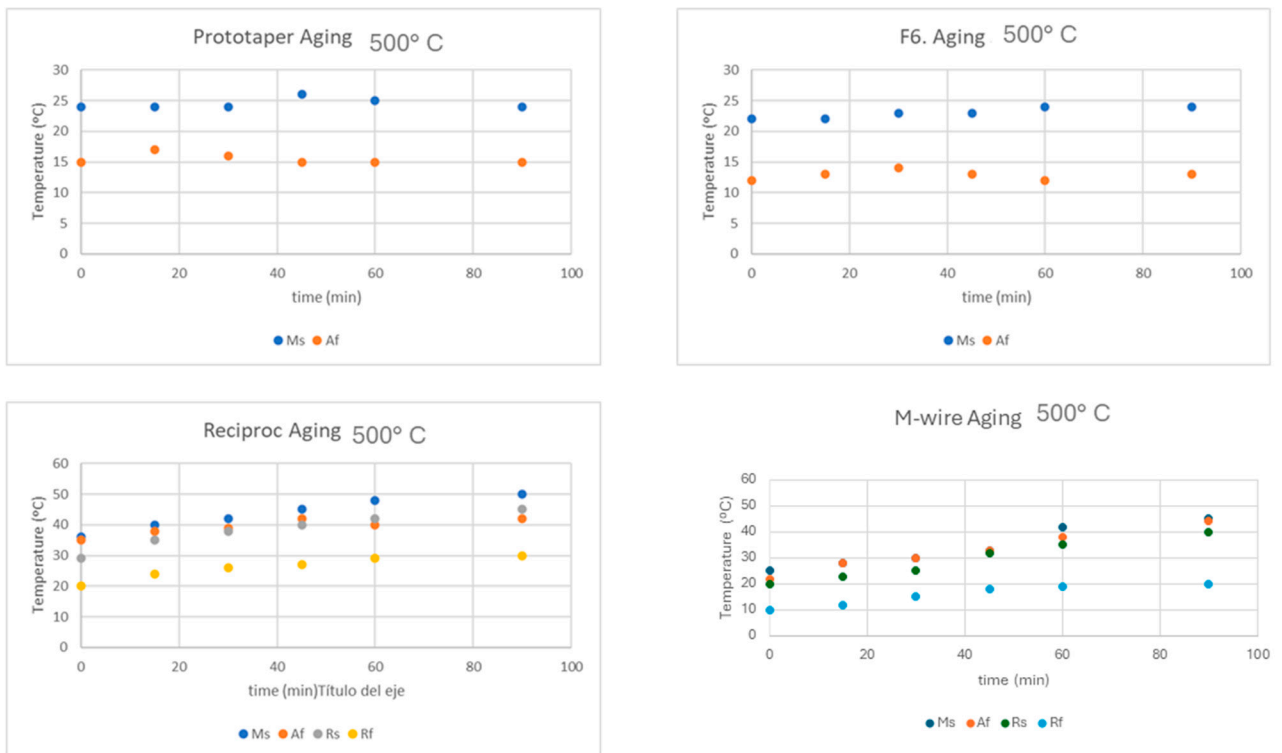 Prototaper Aging 500° C
Temperature (ºC)
30
25
20
15
10
5
0
0 20 40 60 80 100
time (min)
Ms Af
F6. Aging 500° C
Temperature (ºC)
30
25
20
15
10
5
0
0 20 40 60 80 100
time (min)
Ms Af
Reciproc Aging 500° C
Temperature (ºC)
60
50
40
30
20
10
0
0 20 40 60 80 100
time (min)Título del eje
Ms Af Rs Rf
M-wire Aging 500° C
Temperature (ºC)
60
50
40
30
20
10
0
0 20 40 60 80 100
time (min)
Ms Af Rs Rf